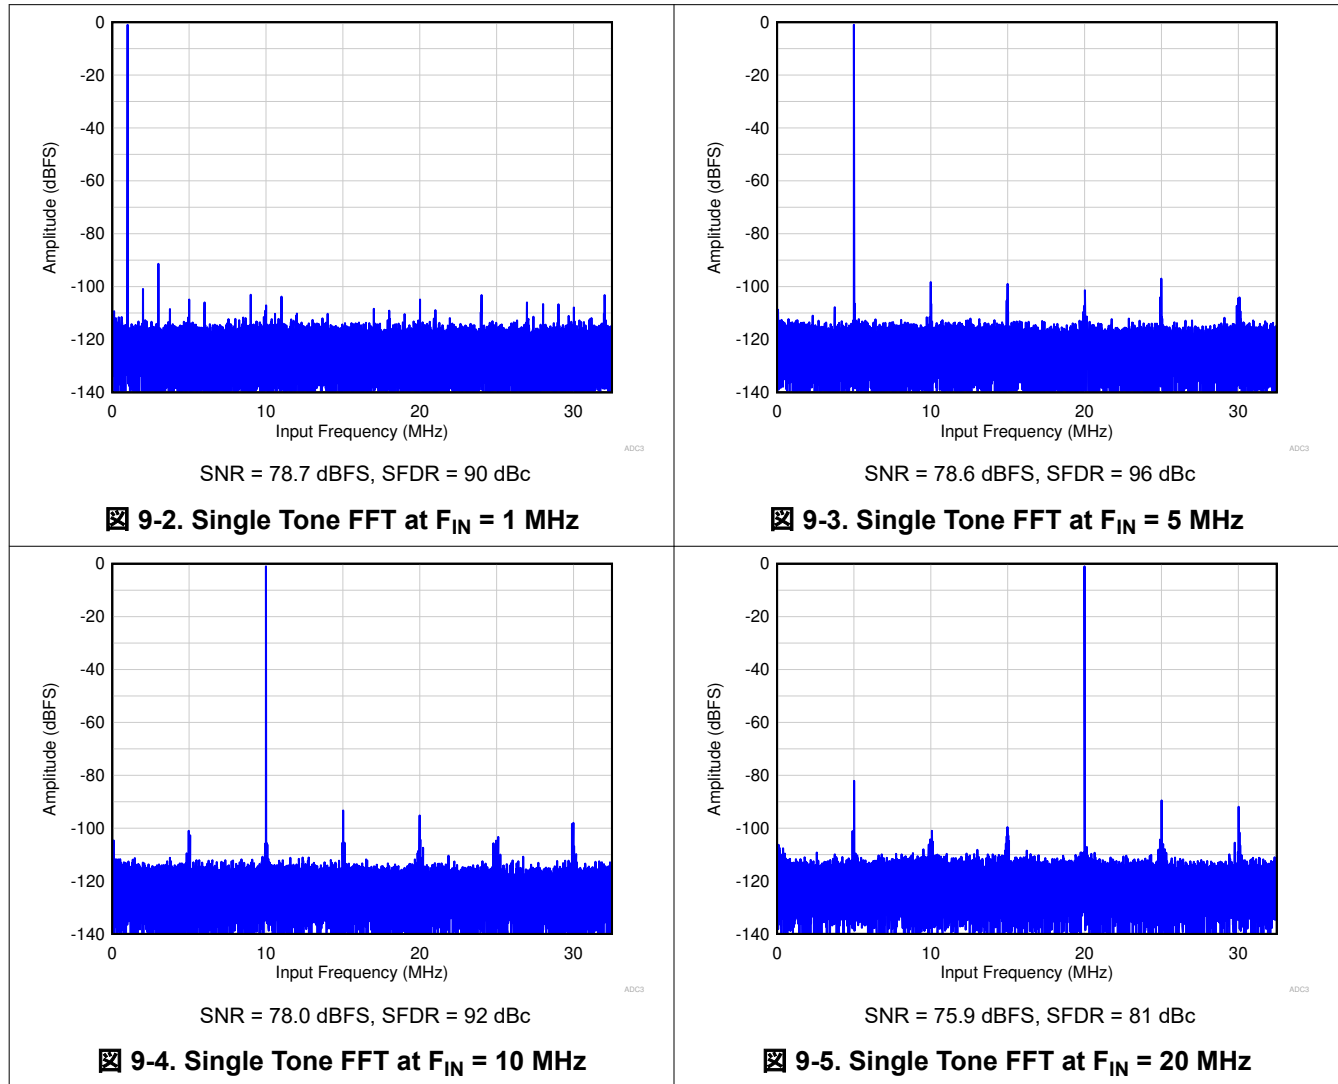 0
-20
-40
-60
-80
-100
-120
-140
0
10
20
30
Amplitude (dBFS)
Input Frequency (MHz)
ADC3
SNR = 78.7 dBFS, SFDR = 90 dBc
図 9-2. Single Tone FFT at FIN = 1 MHz
0
-20
-40
-60
-80
-100
-120
-140
0
10
20
30
Amplitude (dBFS)
Input Frequency (MHz)
ADC3
SNR = 78.6 dBFS, SFDR = 96 dBc
図 9-3. Single Tone FFT at FIN = 5 MHz
0
-20
-40
-60
-80
-100
-120
-140
0
10
20
30
Amplitude (dBFS)
Input Frequency (MHz)
ADC3
SNR = 78.0 dBFS, SFDR = 92 dBc
図 9-4. Single Tone FFT at FIN = 10 MHz
0
-20
-40
-60
-80
-100
-120
-140
0
10
20
30
Amplitude (dBFS)
Input Frequency (MHz)
ADC3
SNR = 75.9 dBFS, SFDR = 81 dBc
図 9-5. Single Tone FFT at FIN = 20 MHz